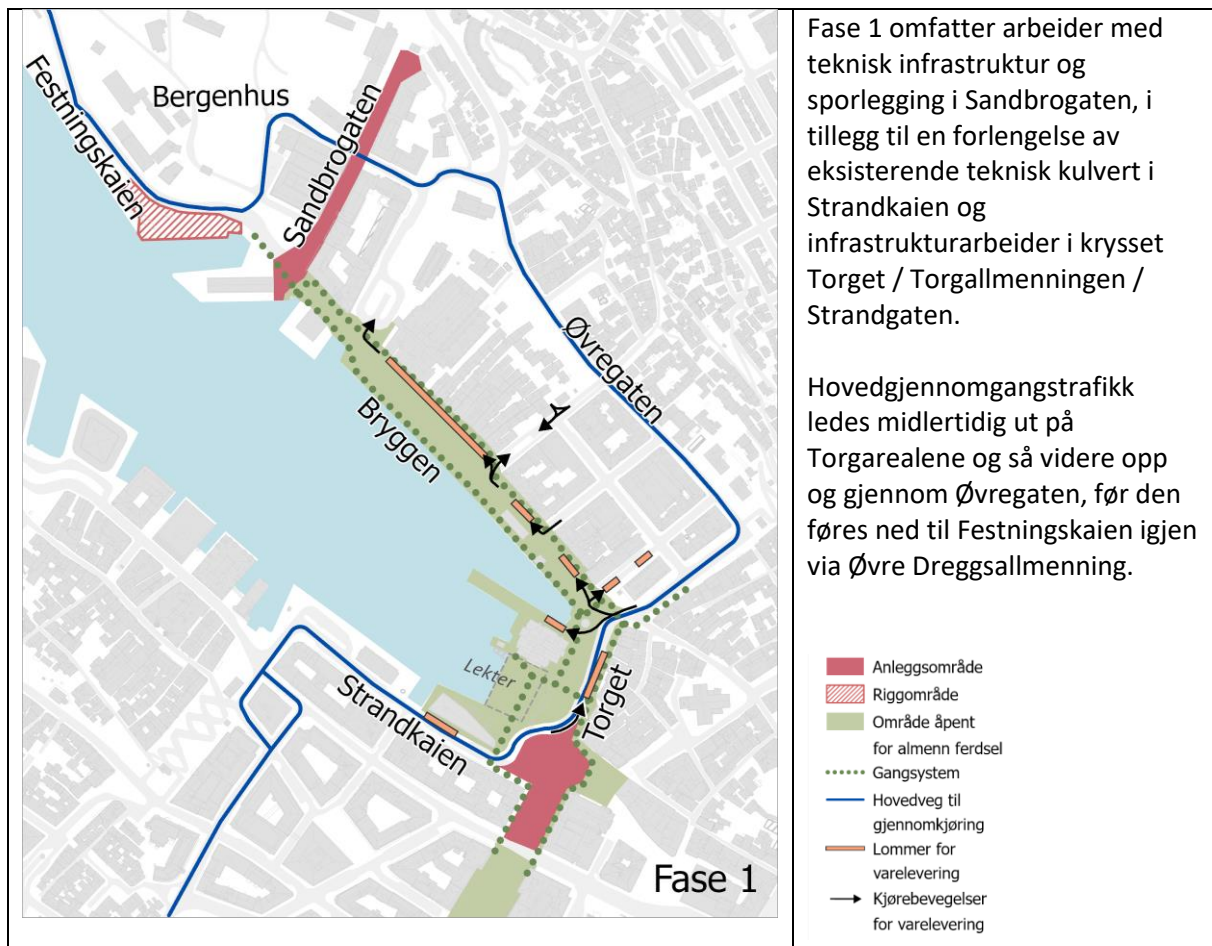 Festningskaien
Bergenhus
Sandbrogaten
Øvregaten
Bryggen
Lekter
Strandkaien
Torget
Fase 1
Fase 1 omfatter arbeider med
teknisk infrastruktur og
sporlegging i Sandbrogaten, i
tillegg til en forlengelse av
eksisterende teknisk kulvert i
Strandkaien og
infrastrukturarbeider i krysset
Torget / Torgallmenningen /
Strandgaten.
Hovedgjennomgangstrafikk
ledes midlertidig ut på
Torgarealene og så videre opp
og gjennom Øvregaten, før den
føres ned til Festningskaien igjen
via Øvre Dreggsallmenning.
Anleggsområde
Riggområde
Område åpent
for almenn ferdsel
Gangsystem
Hovedveg til
gjennomkjøring
Lommer for
varelevering
Kjørebevegelser
for varelevering